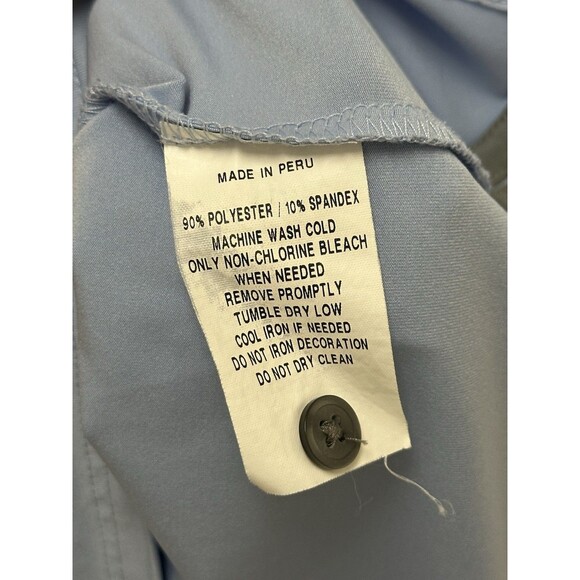 MADE IN PERU
90% POLYESTER / 10% SPANDEX
MACHINE WASH COLD
ONLY NON-CHLORINE BLEACH
WHEN NEEDED
REMOVE PROMPTLY
TUMBLE DRY LOW
COOL IRON IF NEEDED
DO NOT IRON DECORATION
DO NOT DRY CLEAN